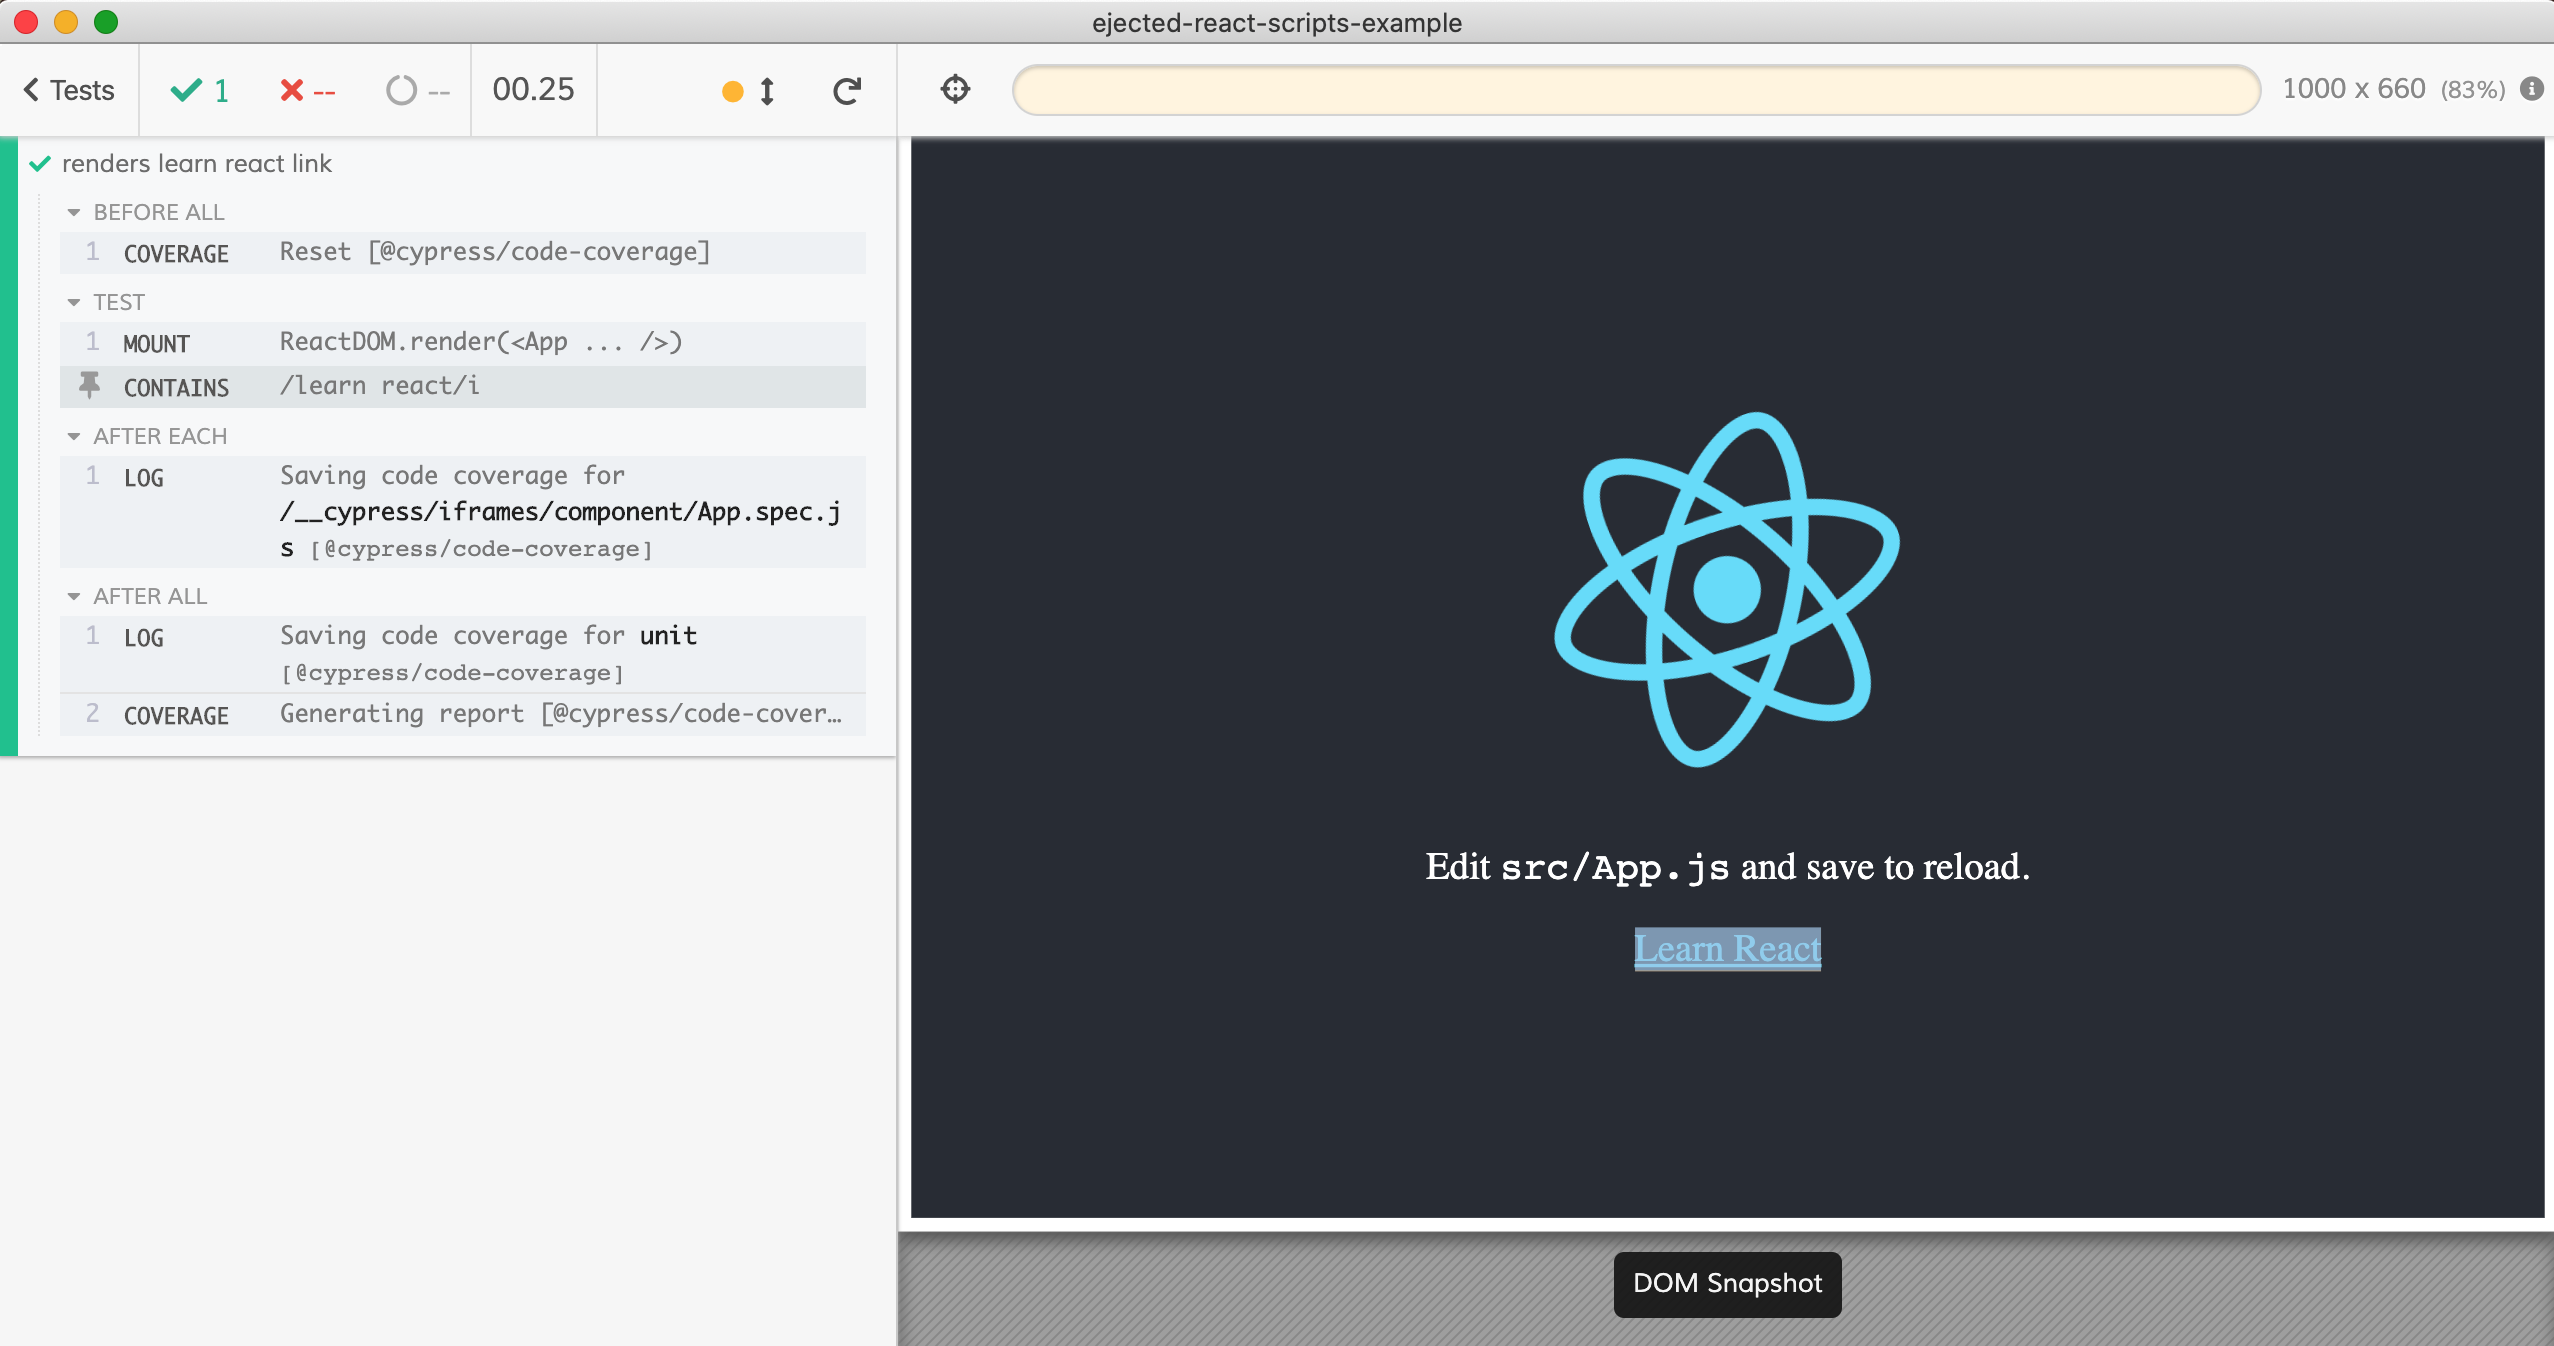 ejected-react-scripts-example
Tests
1
--
--
00.25
1000 x 660 (83%)
renders learn react link
BEFORE ALL
1 COVERAGE Reset [@cypress/code-coverage]
TEST
1 MOUNT ReactDOM.render(<App ... />)
CONTAINS /learn react/i
AFTER EACH
1 LOG Saving code coverage for
/__cypress/iframes/component/App.spec.j
s [@cypress/code-coverage]
AFTER ALL
1 LOG Saving code coverage for unit
[@cypress/code-coverage]
2 COVERAGE Generating report [@cypress/code-cover…
Edit src/App.js and save to reload.
Learn React
DOM Snapshot